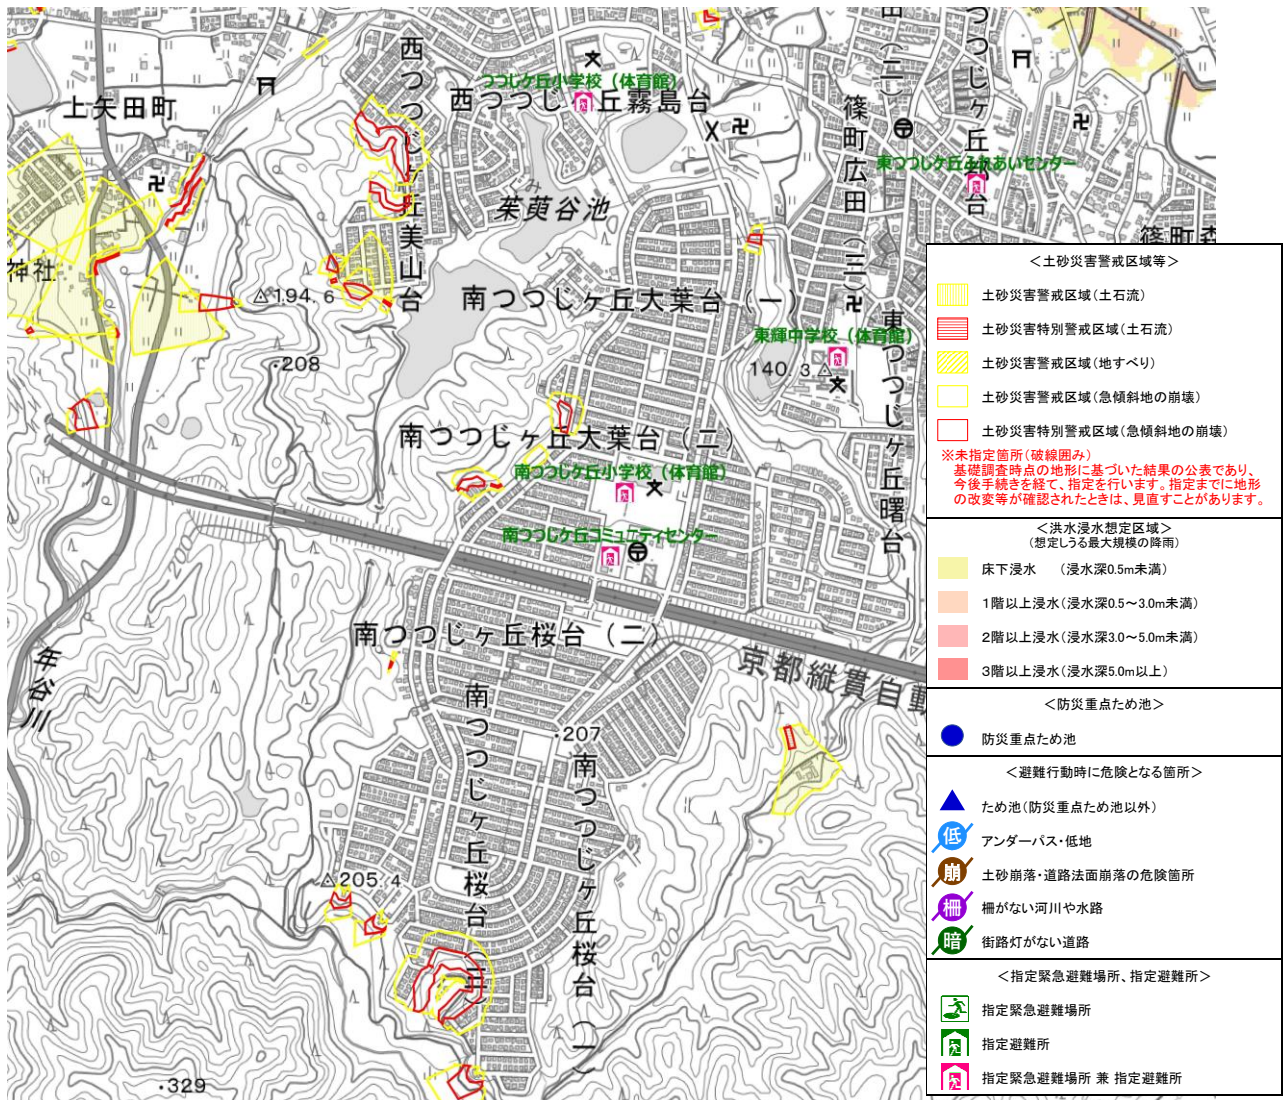 上矢田町
西つつじヶ丘美山台
つつじケ丘小学校（体育館）
西つつじヶ丘霧島台
篠町広田（三）
東つつじケ丘ふれあいセンター
つつじヶ丘都台
田（二）
篠町森
ぐみ
茱萸谷池
神社
194.6
208
南つつじヶ丘大葉台（一）
東輝中学校（体育館）
140.3
東つつじヶ丘曙台
南つつじヶ丘大葉台（二）
南つつじケ丘小学校（体育館）
南つつじケ丘コミュニティセンター
南つつじヶ丘桜台（二）
京都縦貫自動
年谷川
200
207
南つつじヶ丘桜台（三）
南つつじヶ丘桜台（一）
205.4
200
329
＜土砂災害警戒区域等＞
土砂災害警戒区域（土石流）
土砂災害特別警戒区域（土石流）
土砂災害警戒区域（地すべり）
土砂災害警戒区域（急傾斜地の崩壊）
土砂災害特別警戒区域（急傾斜地の崩壊）
※未指定箇所（破線囲み）
基礎調査時点の地形に基づいた結果の公表であり、
今後手続きを経て、指定を行います。指定までに地形
の改変等が確認されたときは、見直すことがあります。
＜洪水浸水想定区域＞
（想定しうる最大規模の降雨）
床下浸水　（浸水深0.5m未満）
1階以上浸水（浸水深0.5～3.0m未満）
2階以上浸水（浸水深3.0～5.0m未満）
3階以上浸水（浸水深5.0m以上）
＜防災重点ため池＞
防災重点ため池
＜避難行動時に危険となる箇所＞
ため池（防災重点ため池以外）
低 アンダーパス・低地
崩 土砂崩落・道路法面崩落の危険箇所
柵 柵がない河川や水路
暗 街路灯がない道路
＜指定緊急避難場所、指定避難所＞
指定緊急避難場所
指定避難所
指定緊急避難場所 兼 指定避難所